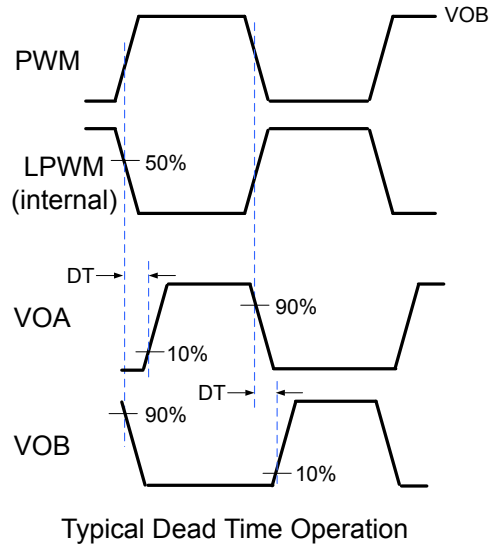 VOB
PWM
50%
LPWM
(internal)
DT
90%
VOA
10%
DT
90%
VOB
10%
Typical Dead Time Operation